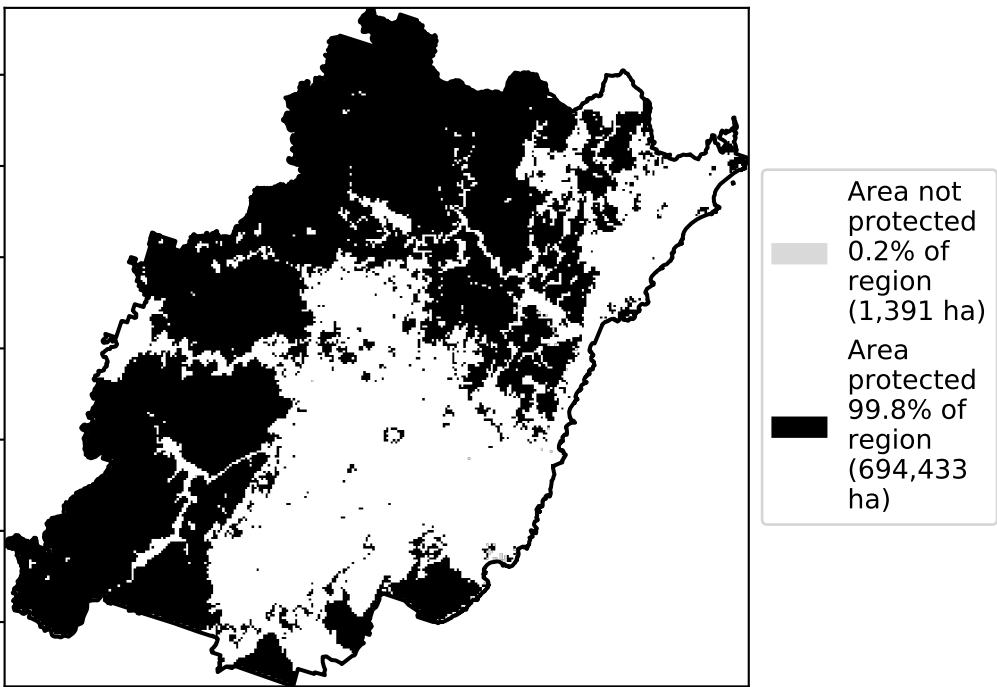 Area not
protected
0.2% of
region
(1,391 ha)
Area
protected
99.8% of
region
(694,433
ha)